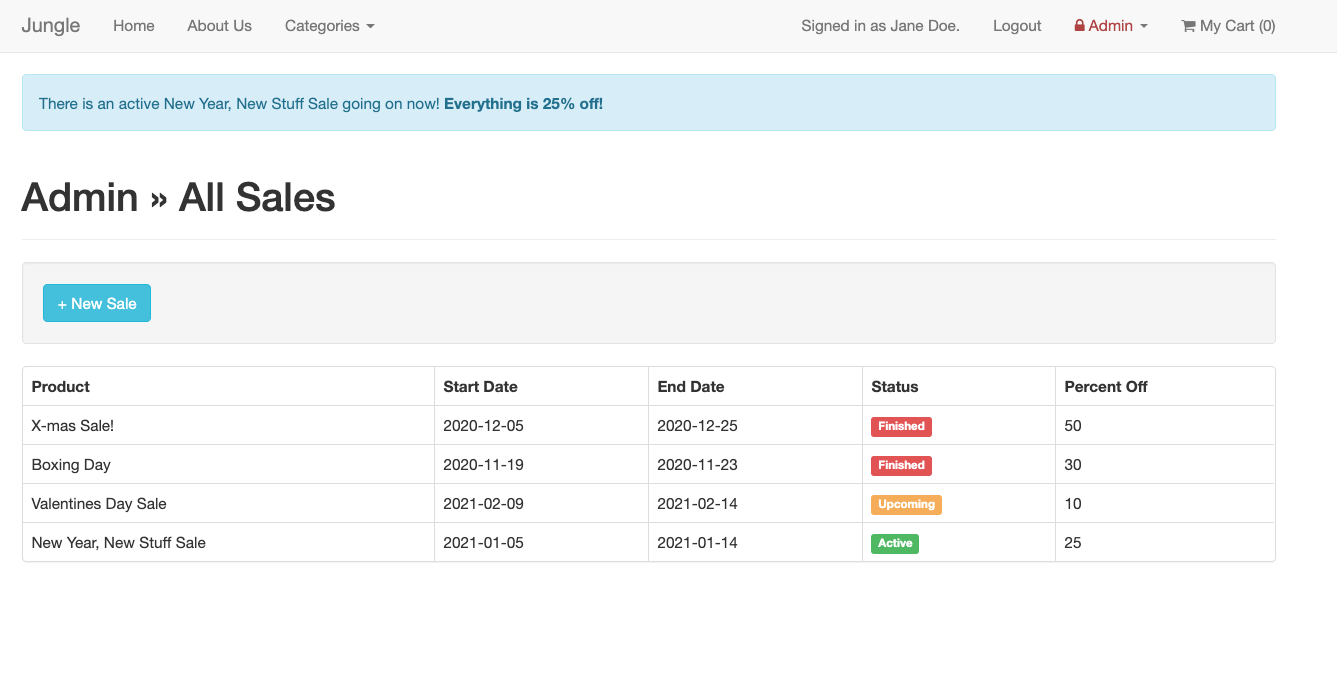 Jungle Home About Us Categories Signed in as Jane Doe. Logout Admin My Cart (0)
There is an active New Year, New Stuff Sale going on now! Everything is 25% off!
Admin » All Sales
+ New Sale
Product Start Date End Date Status Percent Off
X-mas Sale! 2020-12-05 2020-12-25 Finished 50
Boxing Day 2020-11-19 2020-11-23 Finished 30
Valentines Day Sale 2021-02-09 2021-02-14 Upcoming 10
New Year, New Stuff Sale 2021-01-05 2021-01-14 Active 25